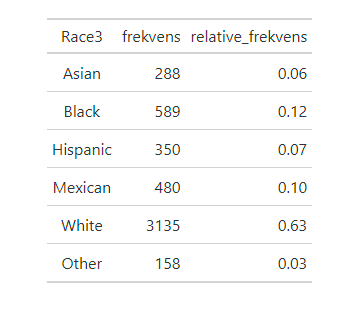 Race3 frekvens relative_frekvens
Asian 288 0.06
Black 589 0.12
Hispanic 350 0.07
Mexican 480 0.10
White 3135 0.63
Other 158 0.03